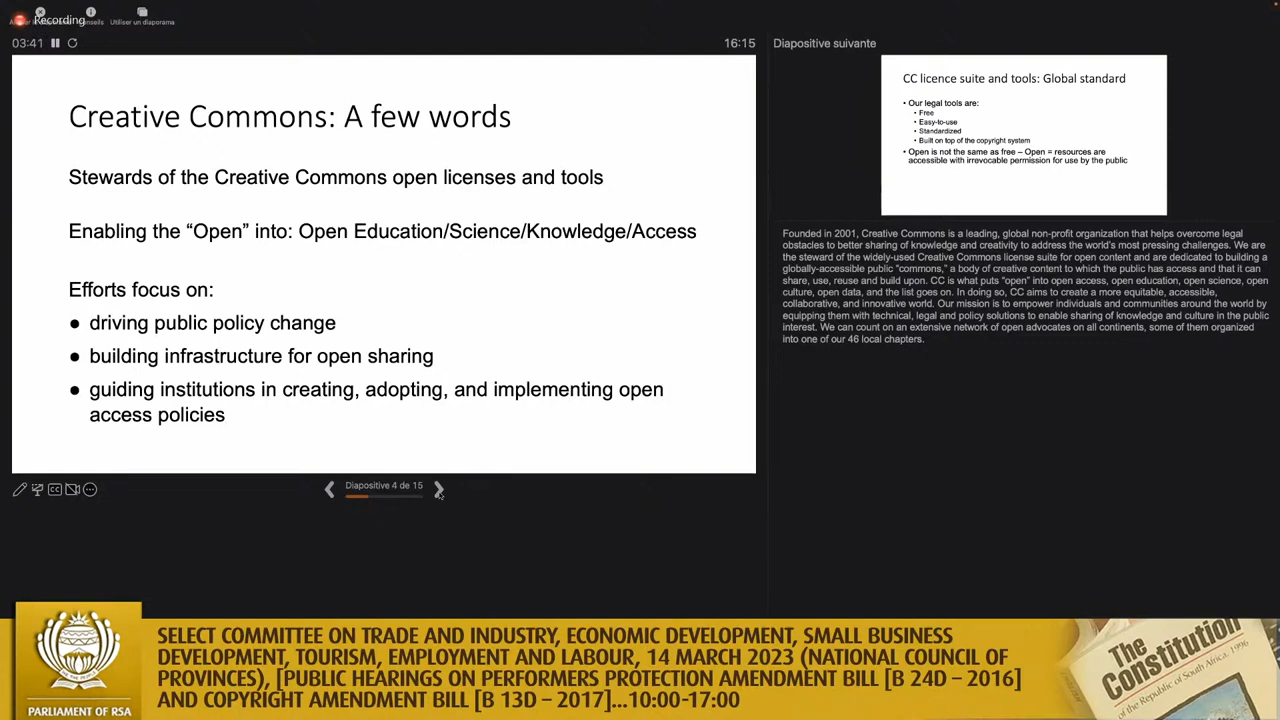 Recording
onseils
Utiliser un diaporama
03:41
16:15
Diapositive suivante
Creative Commons: A few words
Stewards of the Creative Commons open licenses and tools
Enabling the “Open” into: Open Education/Science/Knowledge/Access
Efforts focus on:
● driving public policy change
● building infrastructure for open sharing
● guiding institutions in creating, adopting, and implementing open
access policies
CC licence suite and tools: Global standard
• Our legal tools are:
• Free
• Easy-to-use
• Standardized
• Built on top of the copyright system
• Open is not the same as free – Open = resources are
accessible with irrevocable permission for use by the public
Founded in 2001, Creative Commons is a leading, global non-profit organization that helps overcome legal
obstacles to better sharing of knowledge and creativity to address the world's most pressing challenges. We are
the steward of the widely-used Creative Commons license suite for open content and are dedicated to building a
globally-accessible public “commons,” a body of creative content to which the public has access and that it can
share, use, reuse and build upon. CC is what puts “open” into open access, open education, open science, open
culture, open data, and the list goes on. In doing so, CC aims to create a more equitable, accessible,
collaborative, and innovative world. Our mission is to empower individuals and communities around the world by
equipping them with technical, legal and policy solutions to enable sharing of knowledge and culture in the public
interest. We can count on an extensive network of open advocates on all continents, some of them organized
into one of our 46 local chapters.
CC
Diapositive 4 de 15
PARLIAMENT OF RSA
SELECT COMMITTEE ON TRADE AND INDUSTRY, ECONOMIC DEVELOPMENT, SMALL BUSINESS
DEVELOPMENT, TOURISM, EMPLOYMENT AND LABOUR, 14 MARCH 2023 (NATIONAL COUNCIL OF
PROVINCES), [PUBLIC HEARINGS ON PERFORMERS PROTECTION AMENDMENT BILL [B 24D – 2016]
AND COPYRIGHT AMENDMENT BILL [B 13D – 2017]...10:00-17:00
The
Constitution
of the Republic of South Africa, 1996